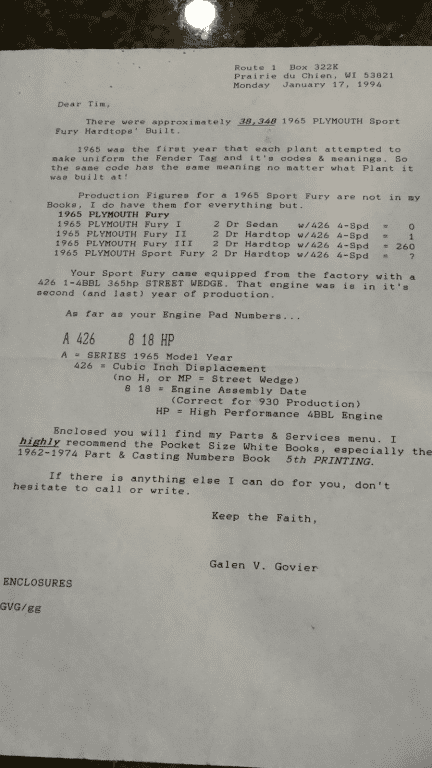 Route 1 Box 322K
Prairie du Chien, WI 53821
Monday January 17, 1994
Dear Tim,
There were approximately 38,348 1965 PLYMOUTH Sport
Fury Hardtops' Built.
1965 was the first year that each plant attempted to
make uniform the Fender Tag and it's codes & meanings. So
the same code has the same meaning no matter what Plant it
was built at!
Production Figures for a 1965 Sport Fury are not in my
Books, I do have them for everything but.
1965 PLYMOUTH Fury
1965 PLYMOUTH Fury I 2 Dr Sedan w/426 4-Spd = 0
1965 PLYMOUTH Fury II 2 Dr Hardtop w/426 4-Spd = 1
1965 PLYMOUTH Fury III 2 Dr Hardtop w/426 4-Spd = 260
1965 PLYMOUTH Sport Fury 2 Dr Hardtop w/426 4-Spd = ?
Your Sport Fury came equipped from the factory with a
426 1-4BBL 365hp STREET WEDGE. That engine was is in it's
second (and last) year of production.
As far as your Engine Pad Numbers...
A 426 8 18 HP
A = SERIES 1965 Model Year
426 = Cubic Inch Displacement
(no H, or MP = Street Wedge)
8 18 = Engine Assembly Date
(Correct for 930 Production)
HP = High Performance 4BBL Engine
Enclosed you will find my Parts & Services menu. I
highly recommend the Pocket Size White Books, especially the
1962-1974 Part & Casting Numbers Book 5th PRINTING.
If there is anything else I can do for you, don't
hesitate to call or write.
Keep the Faith,
Galen V. Govier
ENCLOSURES
GVG/gg